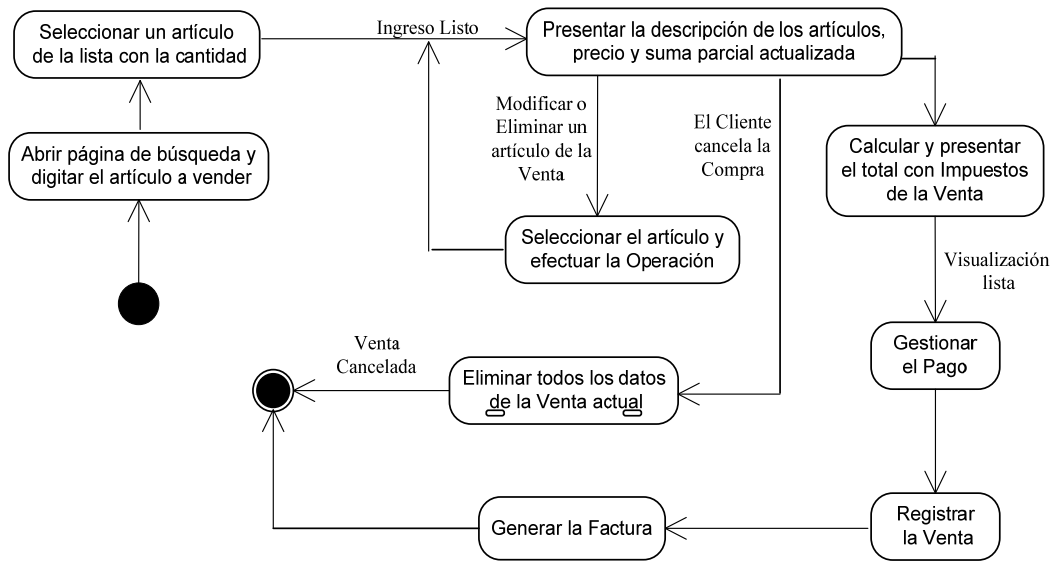 Seleccionar un artículo
de la lista con la cantidad
Ingreso Listo
Presentar la descripción de los artículos,
precio y suma parcial actualizada
Abrir página de búsqueda y
digitar el artículo a vender
Modificar o
Eliminar un
artículo de la
Venta
El Cliente
cancela la
Compra
Calcular y presentar
el total con Impuestos
de la Venta
Seleccionar el artículo y
efectuar la Operación
Visualización
lista
Gestionar
el Pago
Venta
Cancelada
Eliminar todos los datos
de la Venta actual
Generar la Factura
Registrar
la Venta